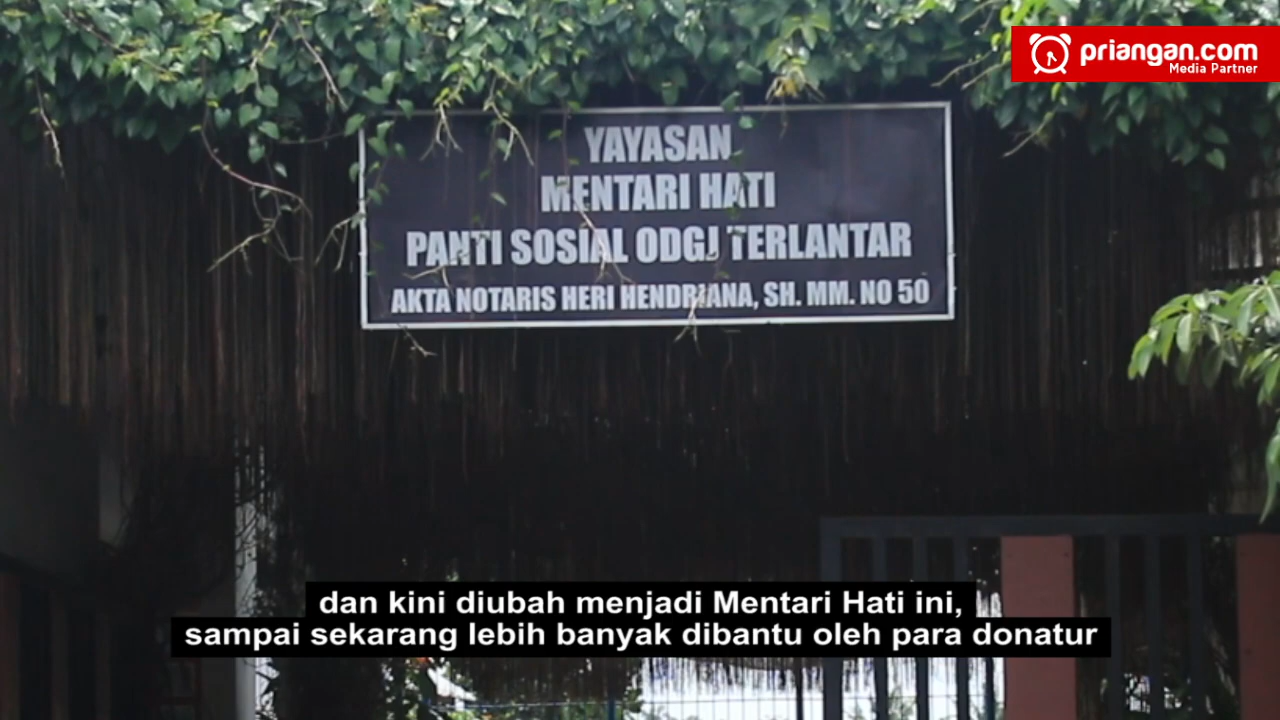 priangan.com
Media Partner
YAYASAN
MENTARI HATI
PANTI SOSIAL ODGJ TERLANTAR
AKTA NOTARIS HERI HENDRIANA, SH. MM. NO 50
dan kini diubah menjadi Mentari Hati ini,
sampai sekarang lebih banyak dibantu oleh para donatur